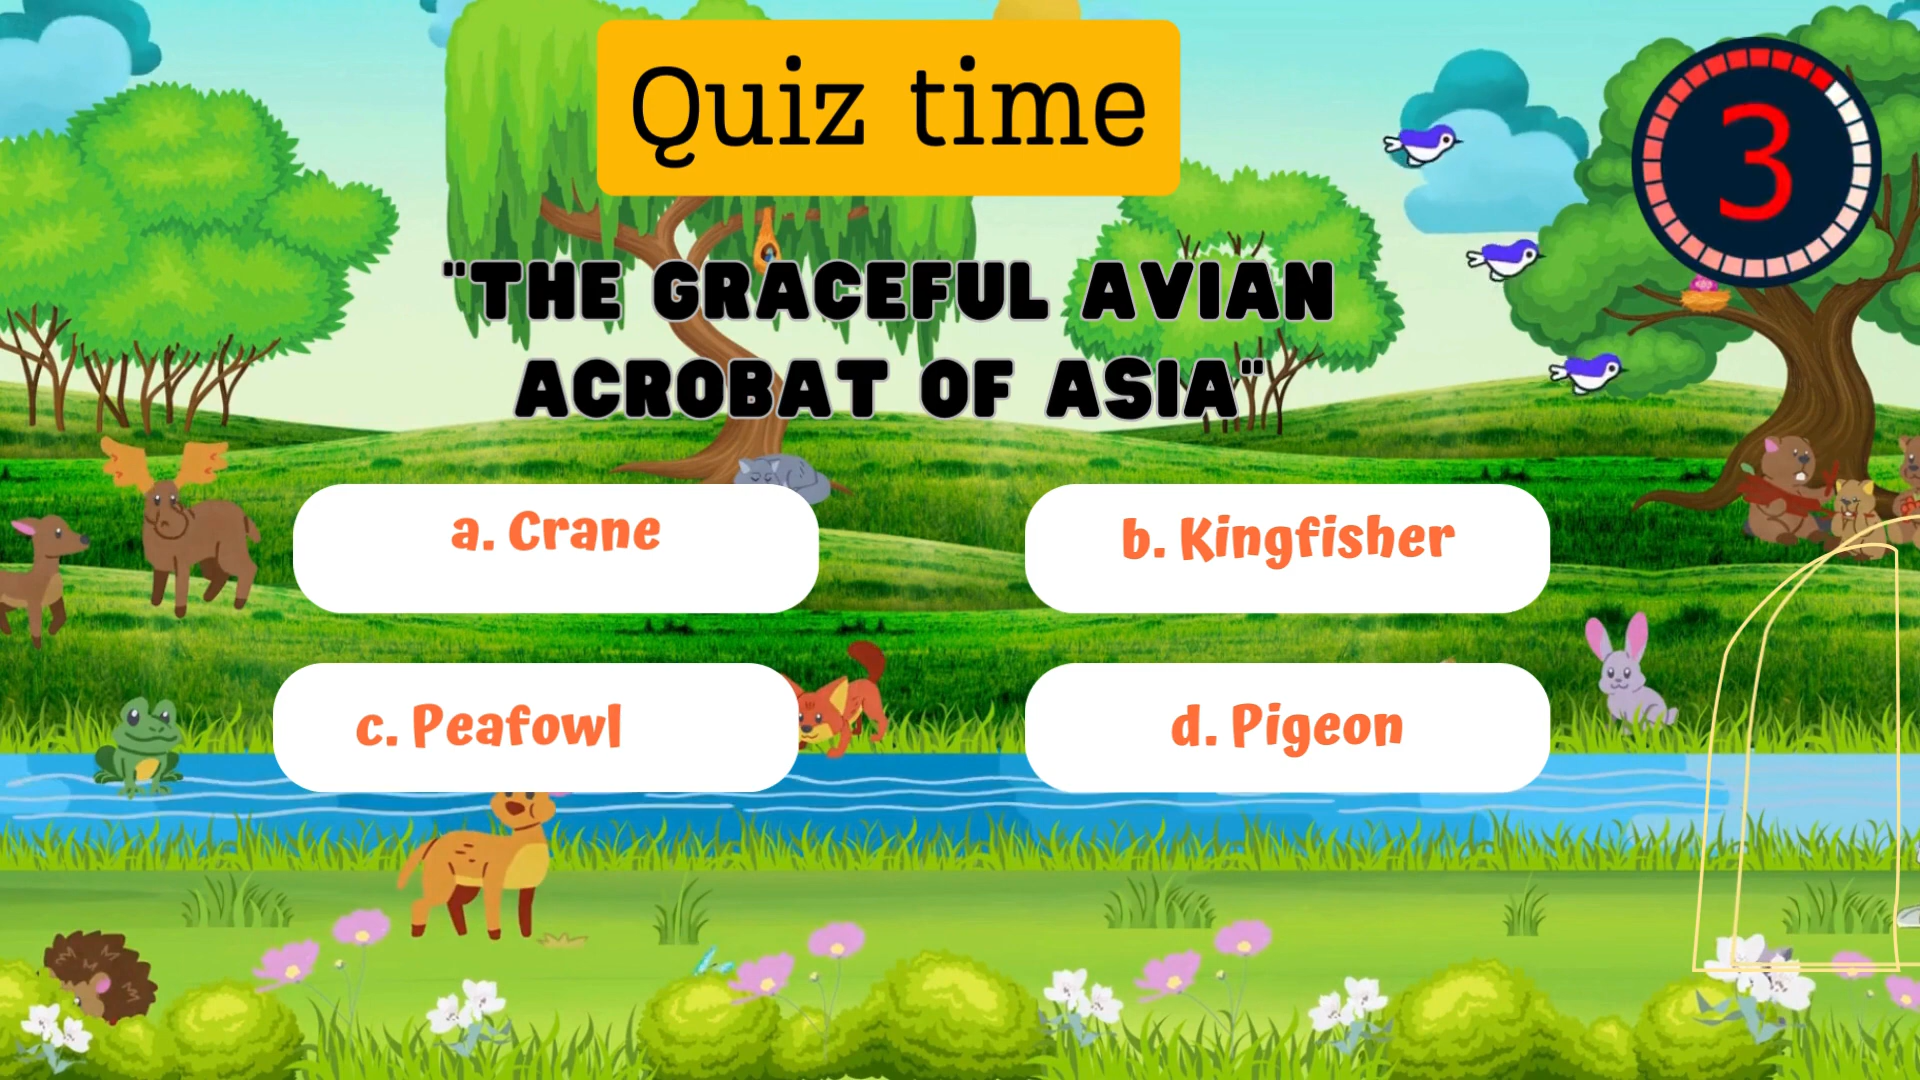 Quiz time
3
"THE GRACEFUL AVIAN
ACROBAT OF ASIA"
a. Crane
b. Kingfisher
c. Peafowl
d. Pigeon